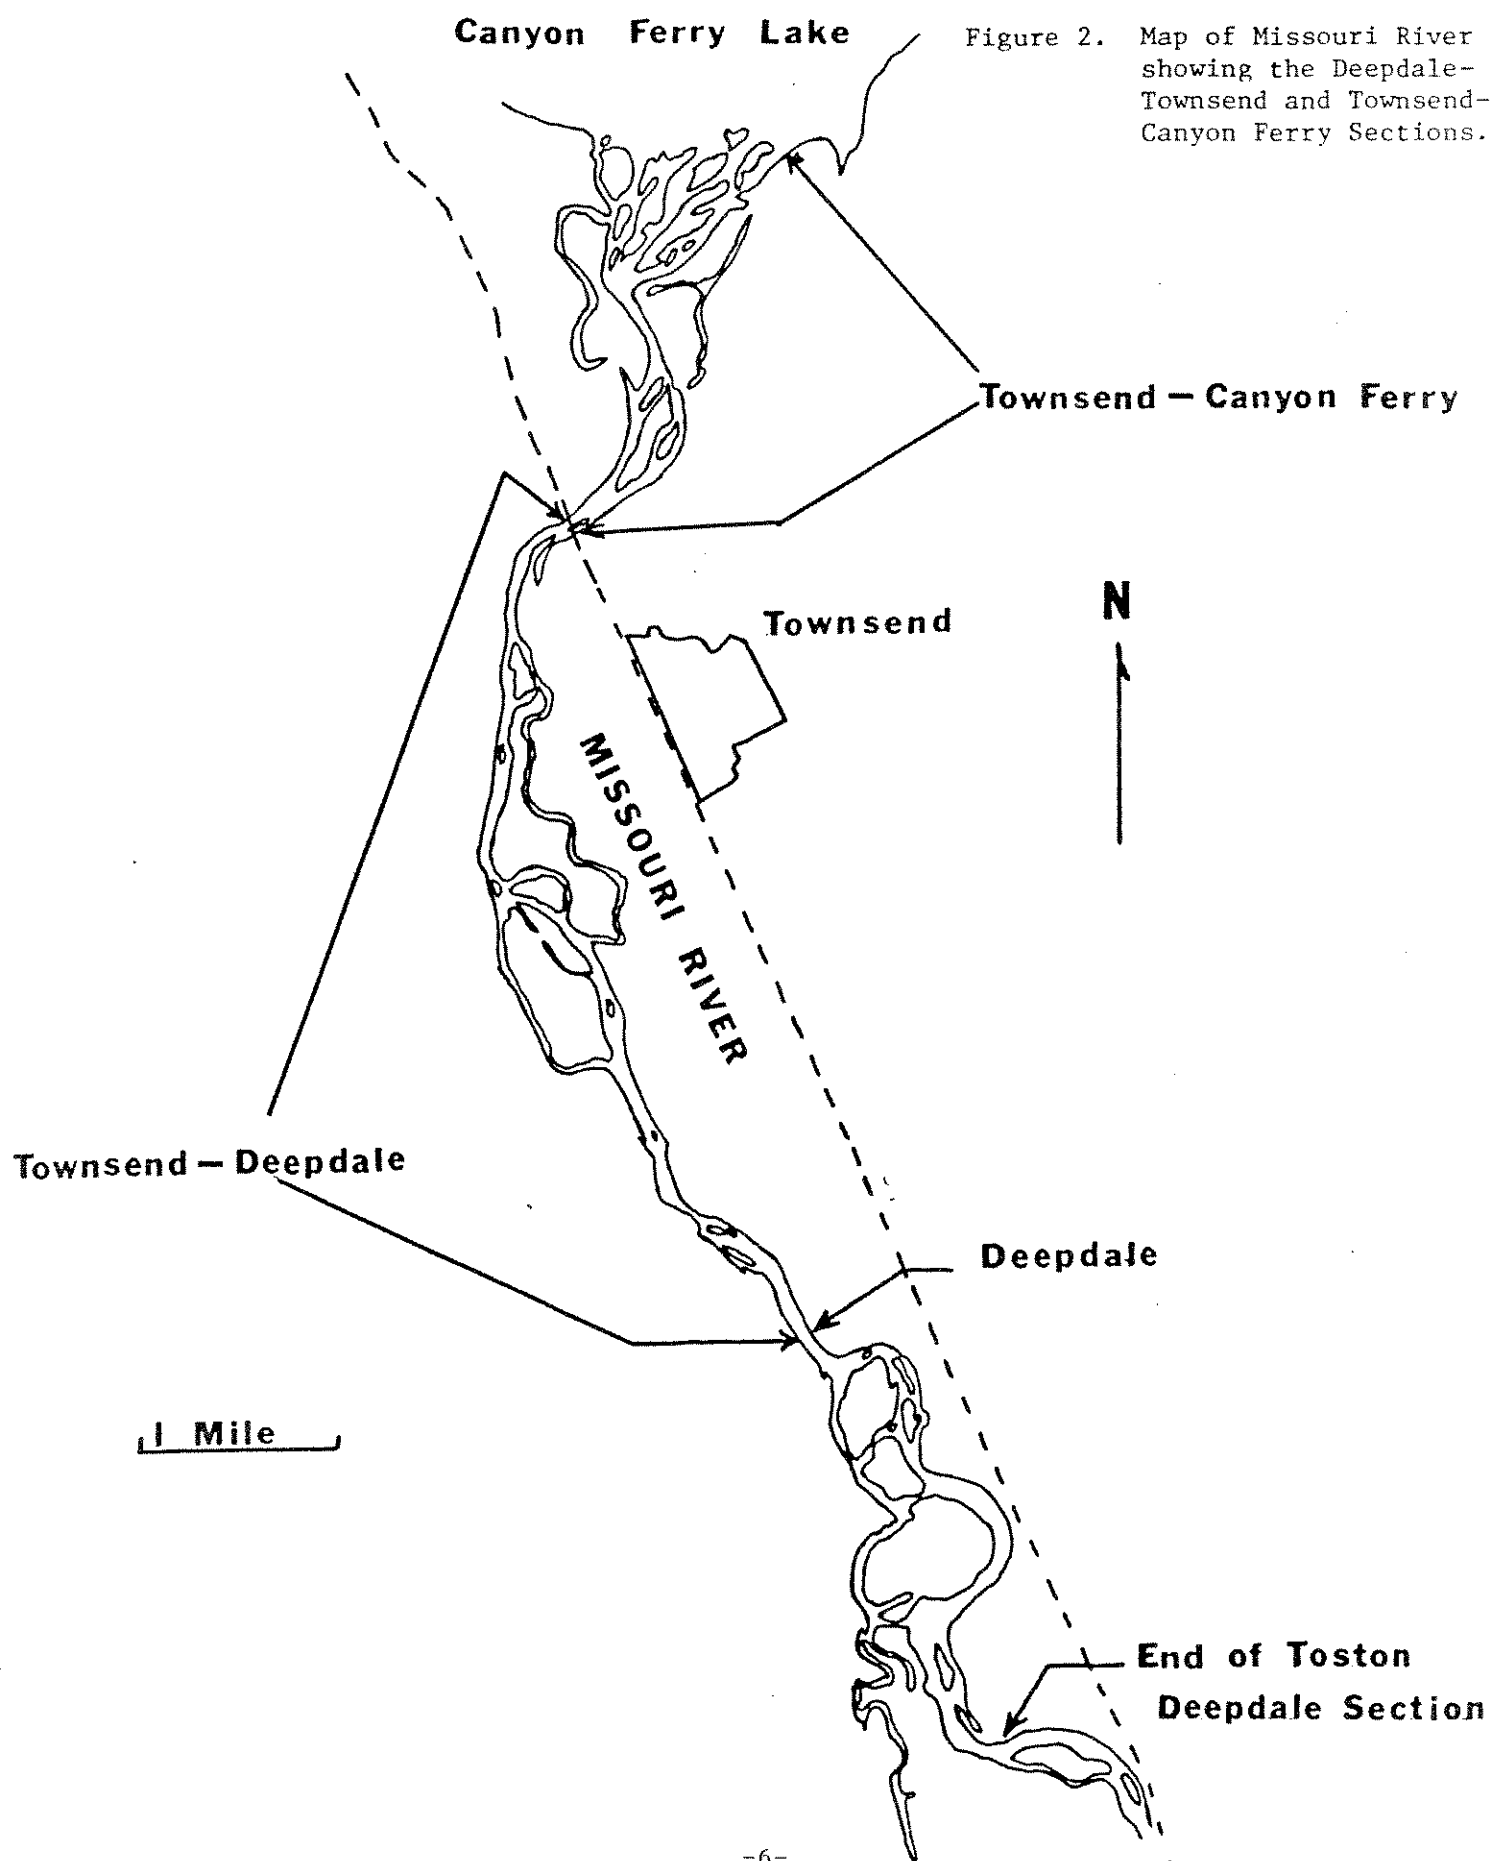 Canyon Ferry Lake
Figure 2. Map of Missouri River
showing the Deepdale-
Townsend and Townsend-
Canyon Ferry Sections.
Townsend – Canyon Ferry
Townsend
N
MISSOURI RIVER
Townsend – Deepdale
Deepdale
1 Mile
End of Toston
Deepdale Section
-6-